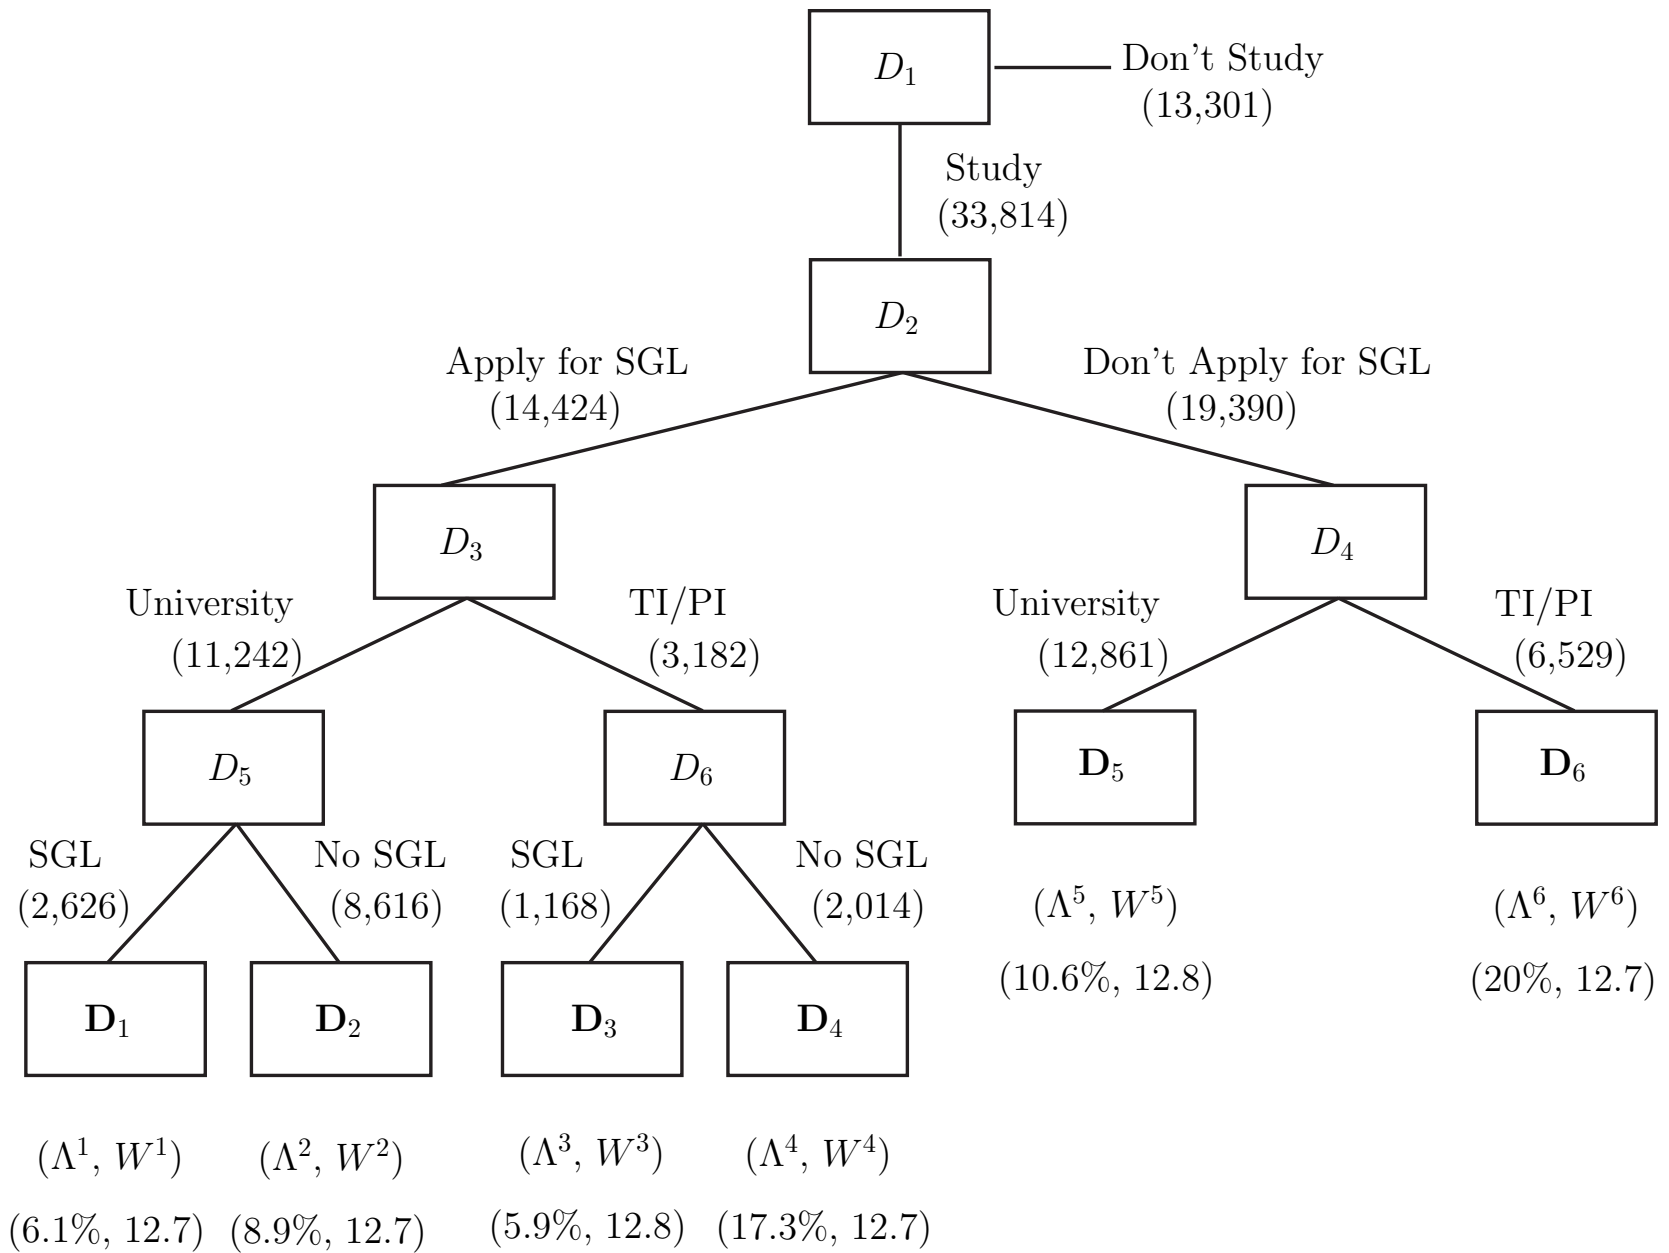 D₁
Don't Study
(13,301)
Study
(33,814)
D₂
Apply for SGL
(14,424)
Don't Apply for SGL
(19,390)
D₃
D₄
University
(11,242)
TI/PI
(3,182)
University
(12,861)
TI/PI
(6,529)
D₅
D₆
𝐃₅
𝐃₆
SGL
(2,626)
No SGL
(8,616)
SGL
(1,168)
No SGL
(2,014)
(Λ⁵, W⁵)
(10.6%, 12.8)
(Λ⁶, W⁶)
(20%, 12.7)
𝐃₁
𝐃₂
𝐃₃
𝐃₄
(Λ¹, W¹)
(Λ², W²)
(Λ³, W³)
(Λ⁴, W⁴)
(6.1%, 12.7)
(8.9%, 12.7)
(5.9%, 12.8)
(17.3%, 12.7)